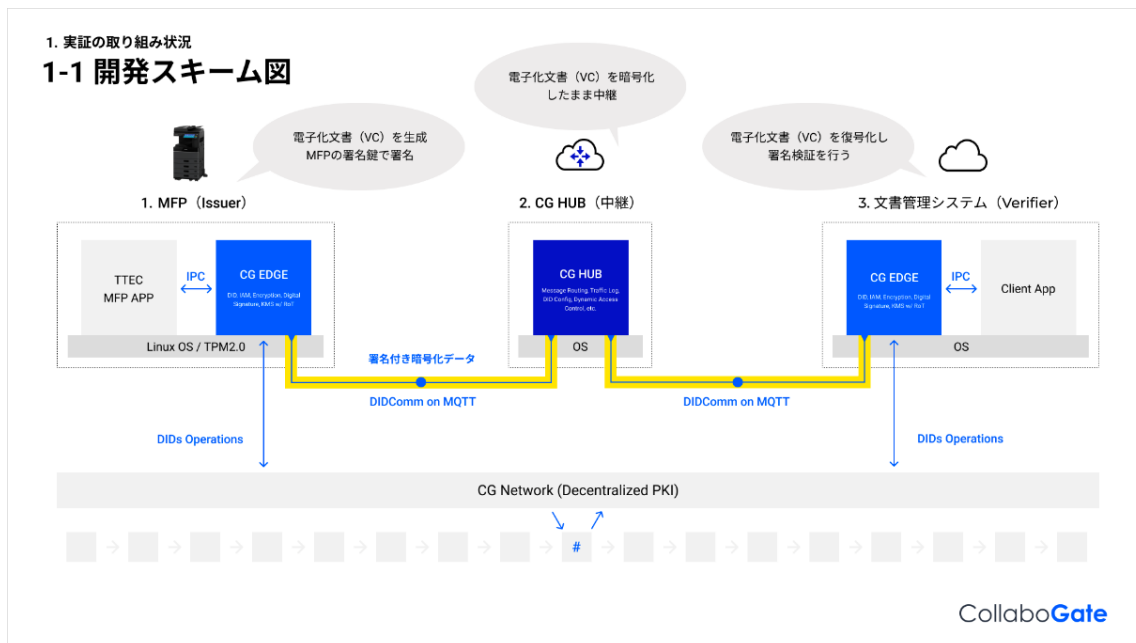 1. 実証の取り組み状況
1-1 開発スキーム図
電子化文書（VC）を暗号化
したまま中継
電子化文書（VC）を生成
MFPの署名鍵で署名
電子化文書（VC）を復号化し
署名検証を行う
1. MFP（Issuer）
2. CG HUB（中継）
3. 文書管理システム（Verifier）
TTEC
MFP APP
IPC
CG EDGE
DID, IAM, Encryption, Digital
Signature, KMS w/ RoT
Linux OS / TPM2.0
CG HUB
Message Routing, Traffic Log,
DID Config, Dynamic Access
Control, etc.
OS
CG EDGE
DID, IAM, Encryption, Digital
Signature, KMS w/ RoT
IPC
Client App
OS
署名付き暗号化データ
DIDComm on MQTT
DIDComm on MQTT
DIDs Operations
DIDs Operations
CG Network (Decentralized PKI)
#
CollaboGate